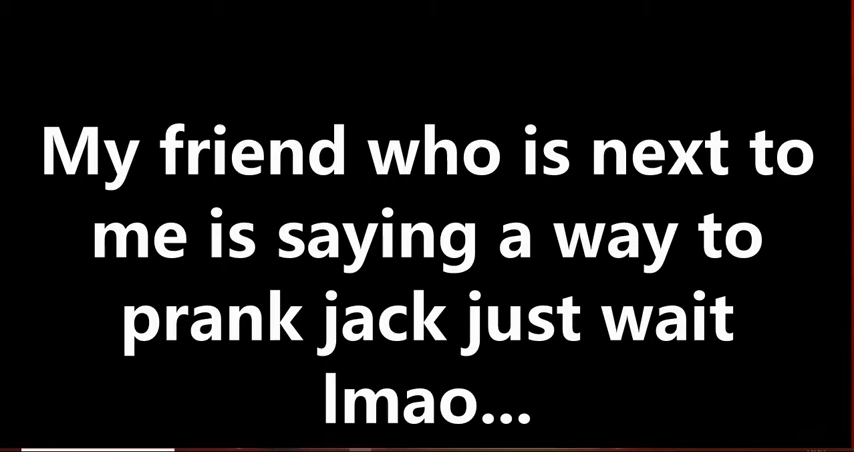 My friend who is next to
me is saying a way to
prank jack just wait
lmao...